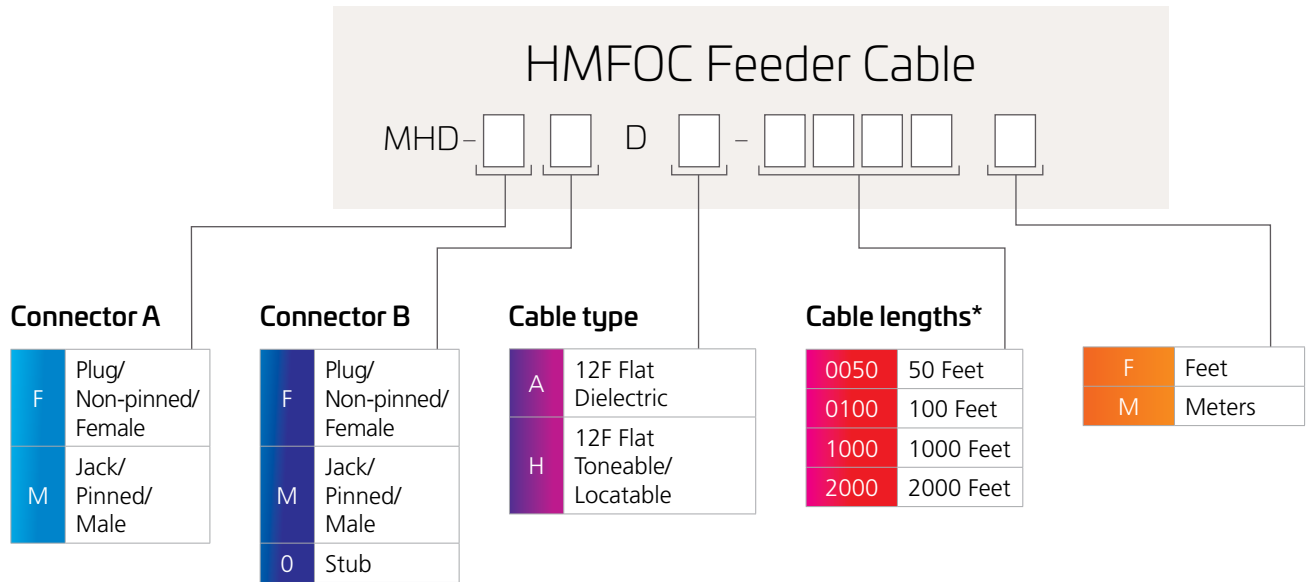 HMFOC Feeder Cable
MHD- D -
Connector A
F
Plug/
Non-pinned/
Female
M
Jack/
Pinned/
Male
Connector B
F
Plug/
Non-pinned/
Female
M
Jack/
Pinned/
Male
0 Stub
Cable type
A
12F Flat
Dielectric
H
12F Flat
Toneable/
Locatable
Cable lengths*
0050 50 Feet
0100 100 Feet
1000 1000 Feet
2000 2000 Feet
F Feet
M Meters